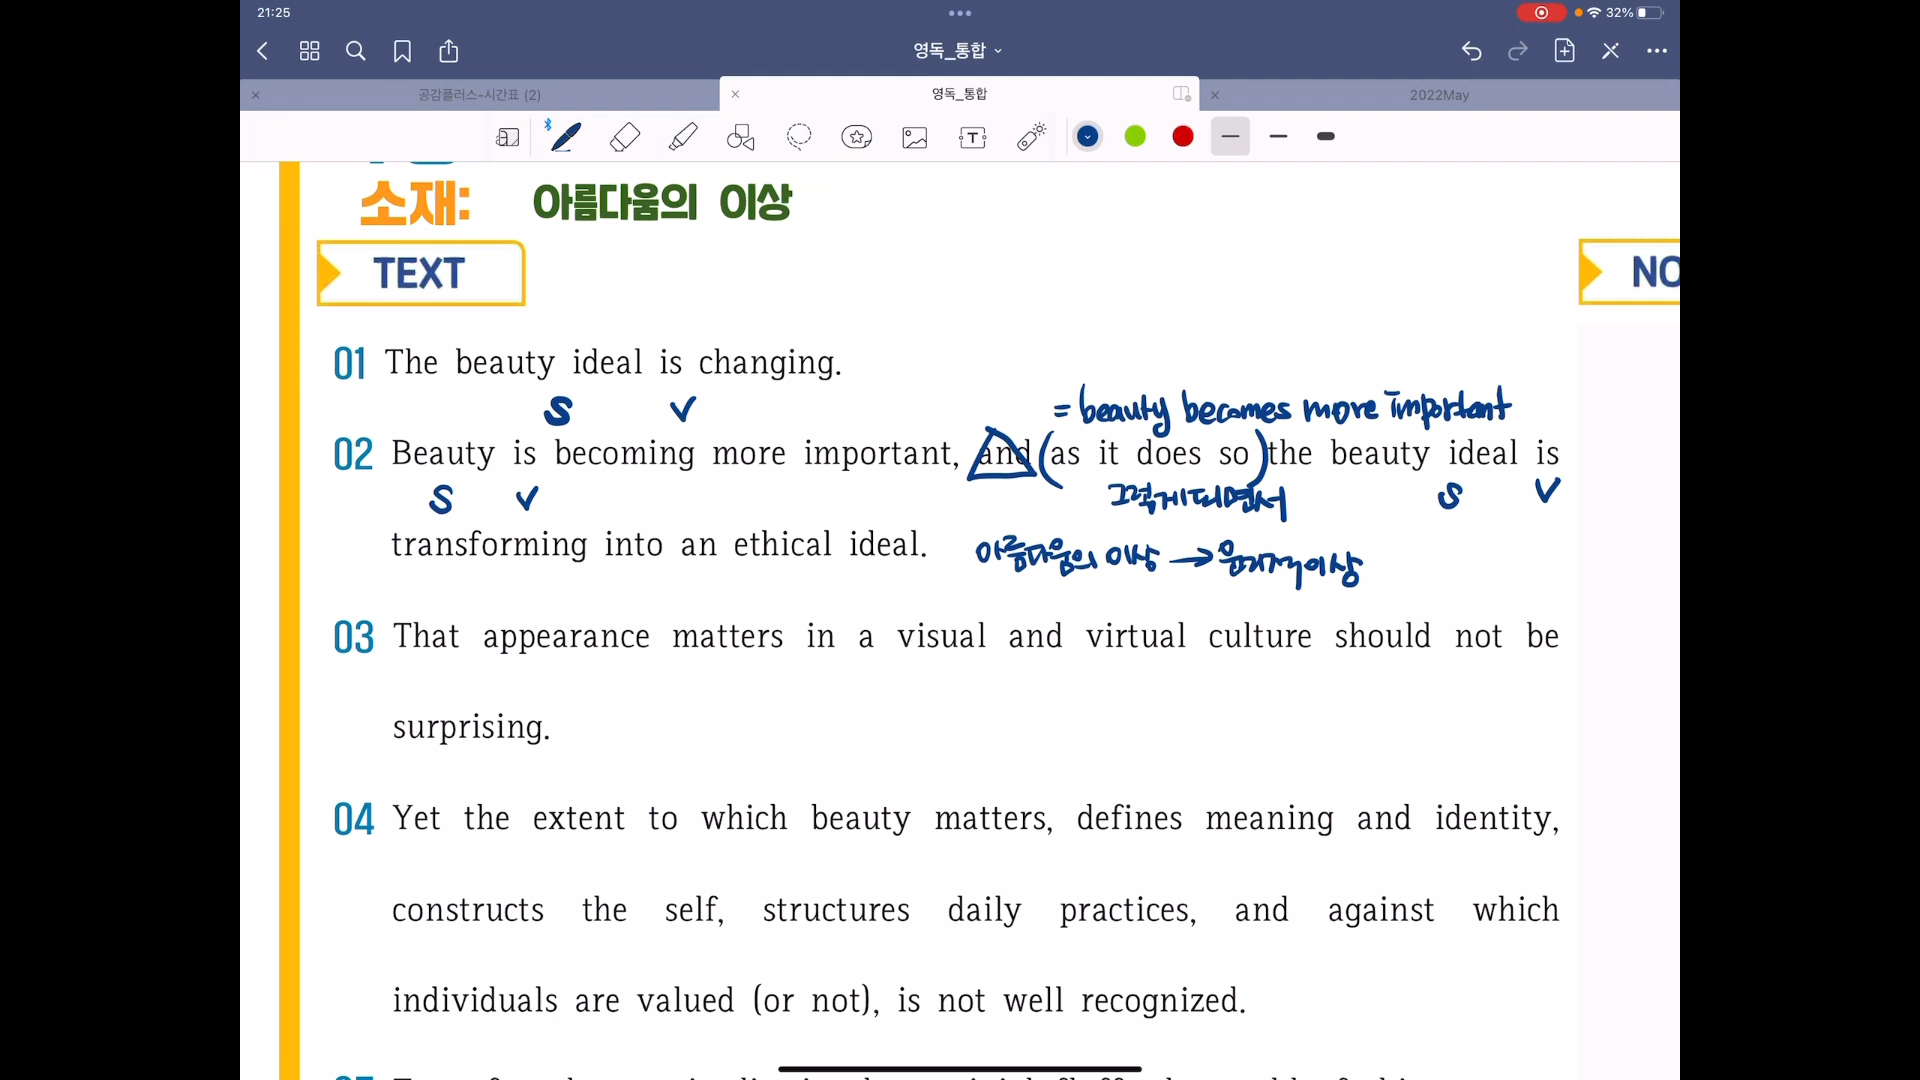 21:25
32%
영독_통합
공감플러스-시간표 (2)
영독_통합
2022May
소재: 아름다움의 이상
TEXT
NO
01 The beauty ideal is changing.
S V
= beauty becomes more important
02 Beauty is becoming more important, and (as it does so) the beauty ideal is
S V 그렇게 되면서 S V
transforming into an ethical ideal. 아름다움의 이상 → 윤리적 이상
03 That appearance matters in a visual and virtual culture should not be
surprising.
04 Yet the extent to which beauty matters, defines meaning and identity,
constructs the self, structures daily practices, and against which
individuals are valued (or not), is not well recognized.